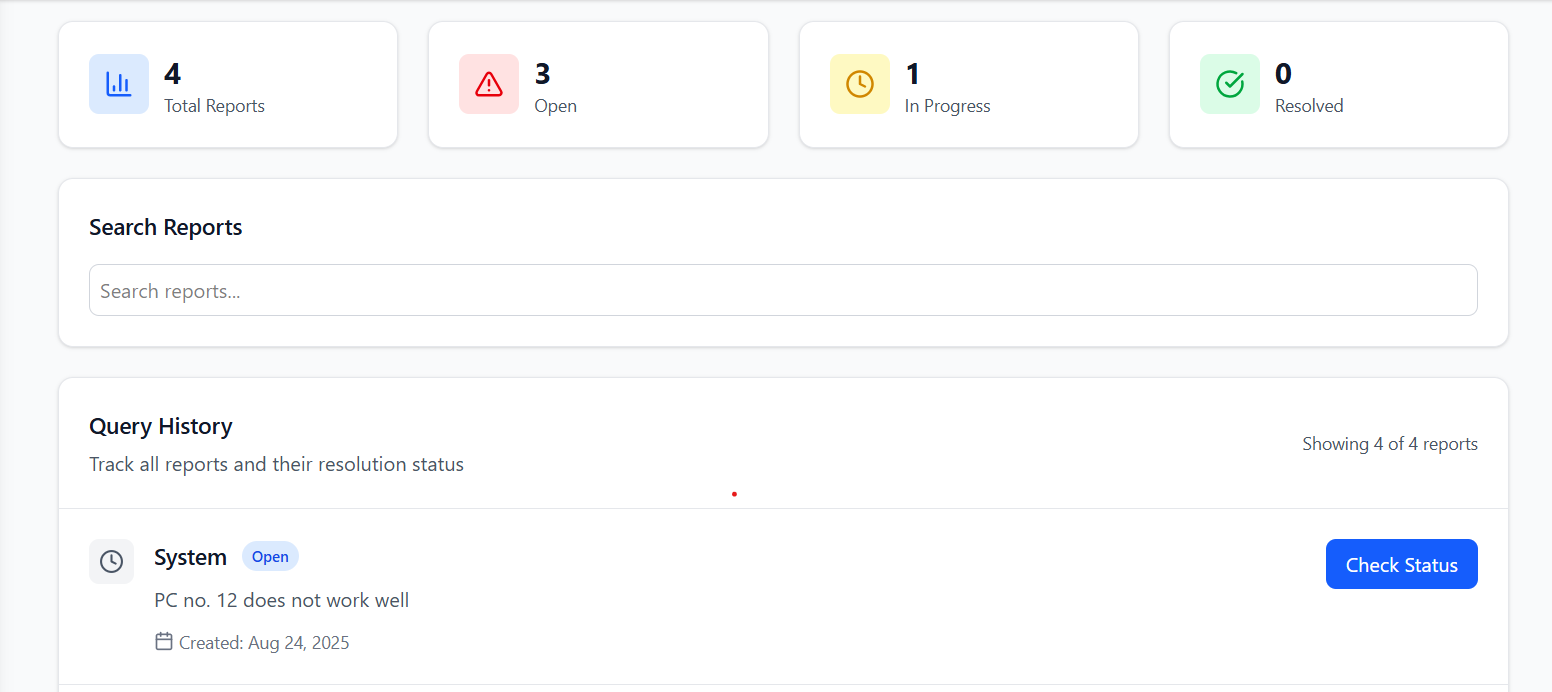 4
Total Reports
3
Open
1
In Progress
0
Resolved
Search Reports
Search reports...
Query History
Track all reports and their resolution status
Showing 4 of 4 reports
System
Open
PC no. 12 does not work well
Created: Aug 24, 2025
Check Status